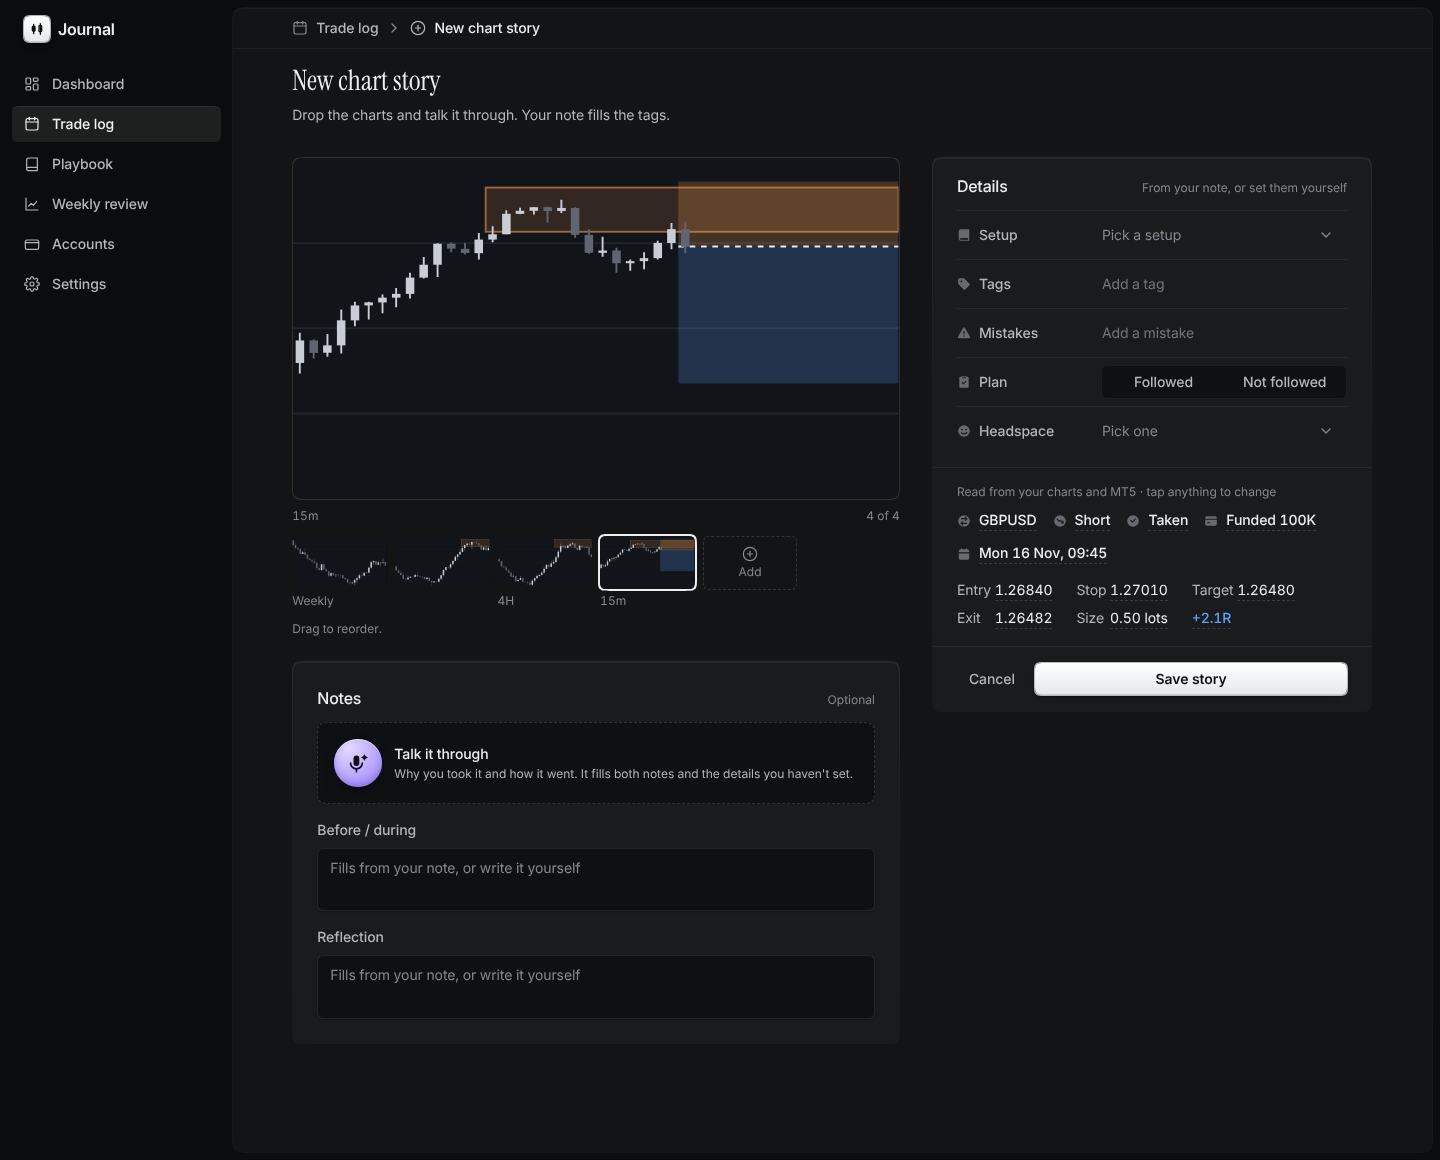 Journal
Dashboard
Trade log
Playbook
Weekly review
Accounts
Settings
Trade log
New chart story
New chart story
Drop the charts and talk it through. Your note fills the tags.
15m
4 of 4
Add
Weekly
4H
15m
Drag to reorder.
Notes
Optional
Talk it through
Why you took it and how it went. It fills both notes and the details you haven't set.
Before / during
Fills from your note, or write it yourself
Reflection
Fills from your note, or write it yourself
Details
From your note, or set them yourself
Setup
Pick a setup
Tags
Add a tag
Mistakes
Add a mistake
Plan
Followed
Not followed
Headspace
Pick one
Read from your charts and MT5 · tap anything to change
GBPUSD
Short
Taken
Funded 100K
Mon 16 Nov, 09:45
Entry 1.26840
Stop 1.27010
Target 1.26480
Exit 1.26482
Size 0.50 lots
+2.1R
Cancel
Save story